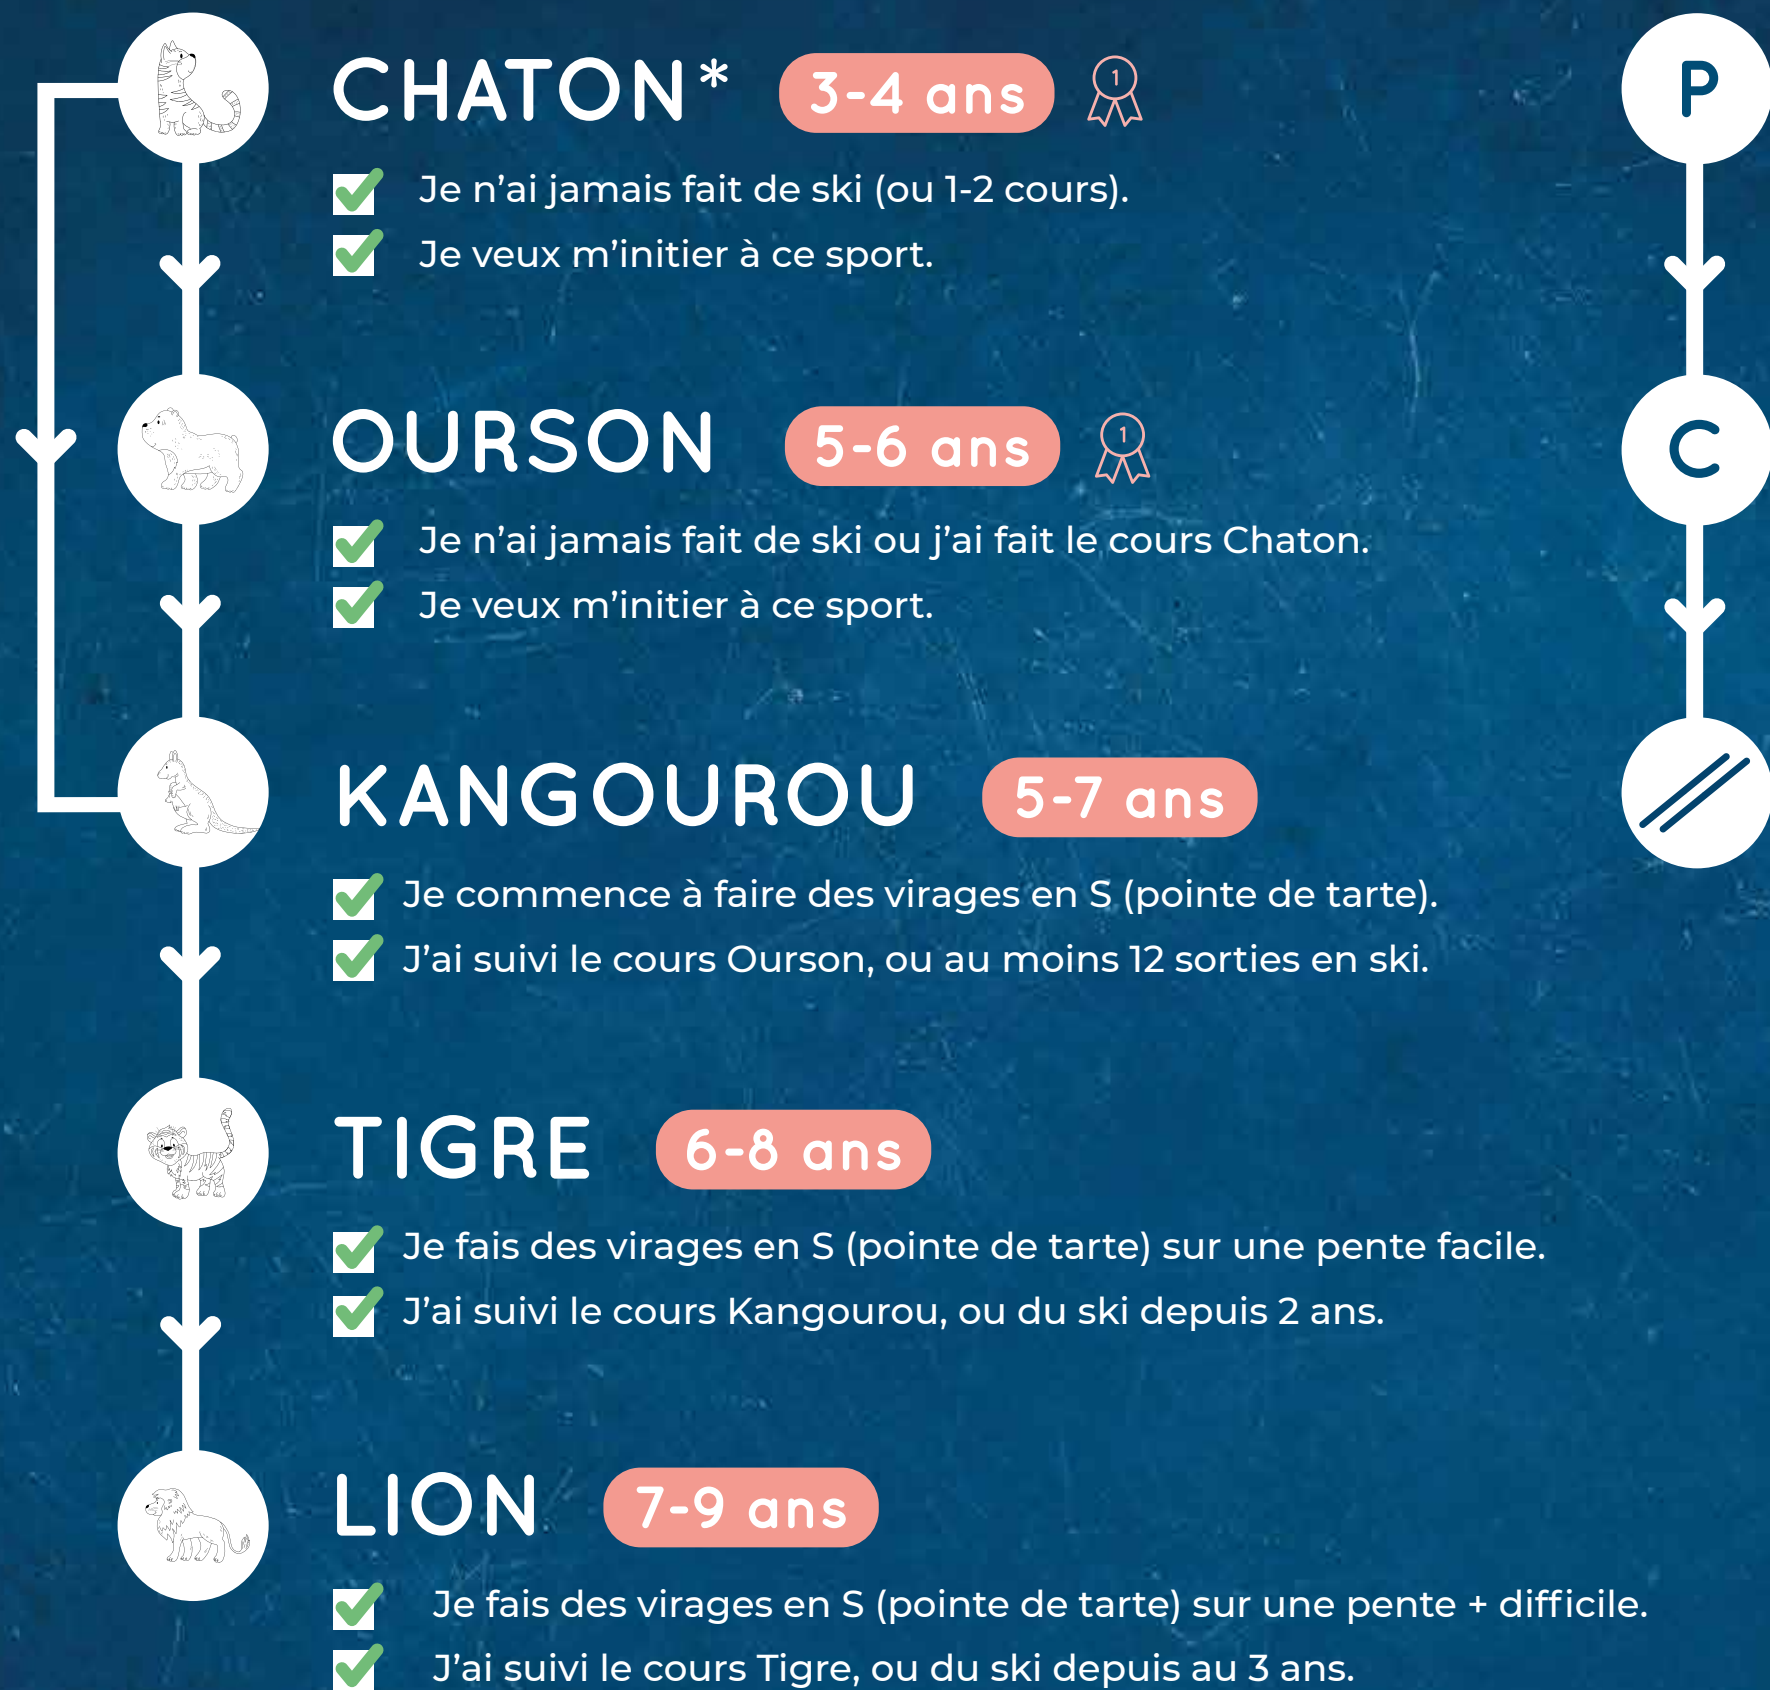 CHATON* 3-4 ans 1
Je n'ai jamais fait de ski (ou 1-2 cours).
Je veux m'initier à ce sport.
OURSON 5-6 ans 1
Je n'ai jamais fait de ski ou j'ai fait le cours Chaton.
Je veux m'initier à ce sport.
KANGOUROU 5-7 ans
Je commence à faire des virages en S (pointe de tarte).
J'ai suivi le cours Ourson, ou au moins 12 sorties en ski.
TIGRE 6-8 ans
Je fais des virages en S (pointe de tarte) sur une pente facile.
J'ai suivi le cours Kangourou, ou du ski depuis 2 ans.
LION 7-9 ans
Je fais des virages en S (pointe de tarte) sur une pente + difficile.
J'ai suivi le cours Tigre, ou du ski depuis au 3 ans.
P
C